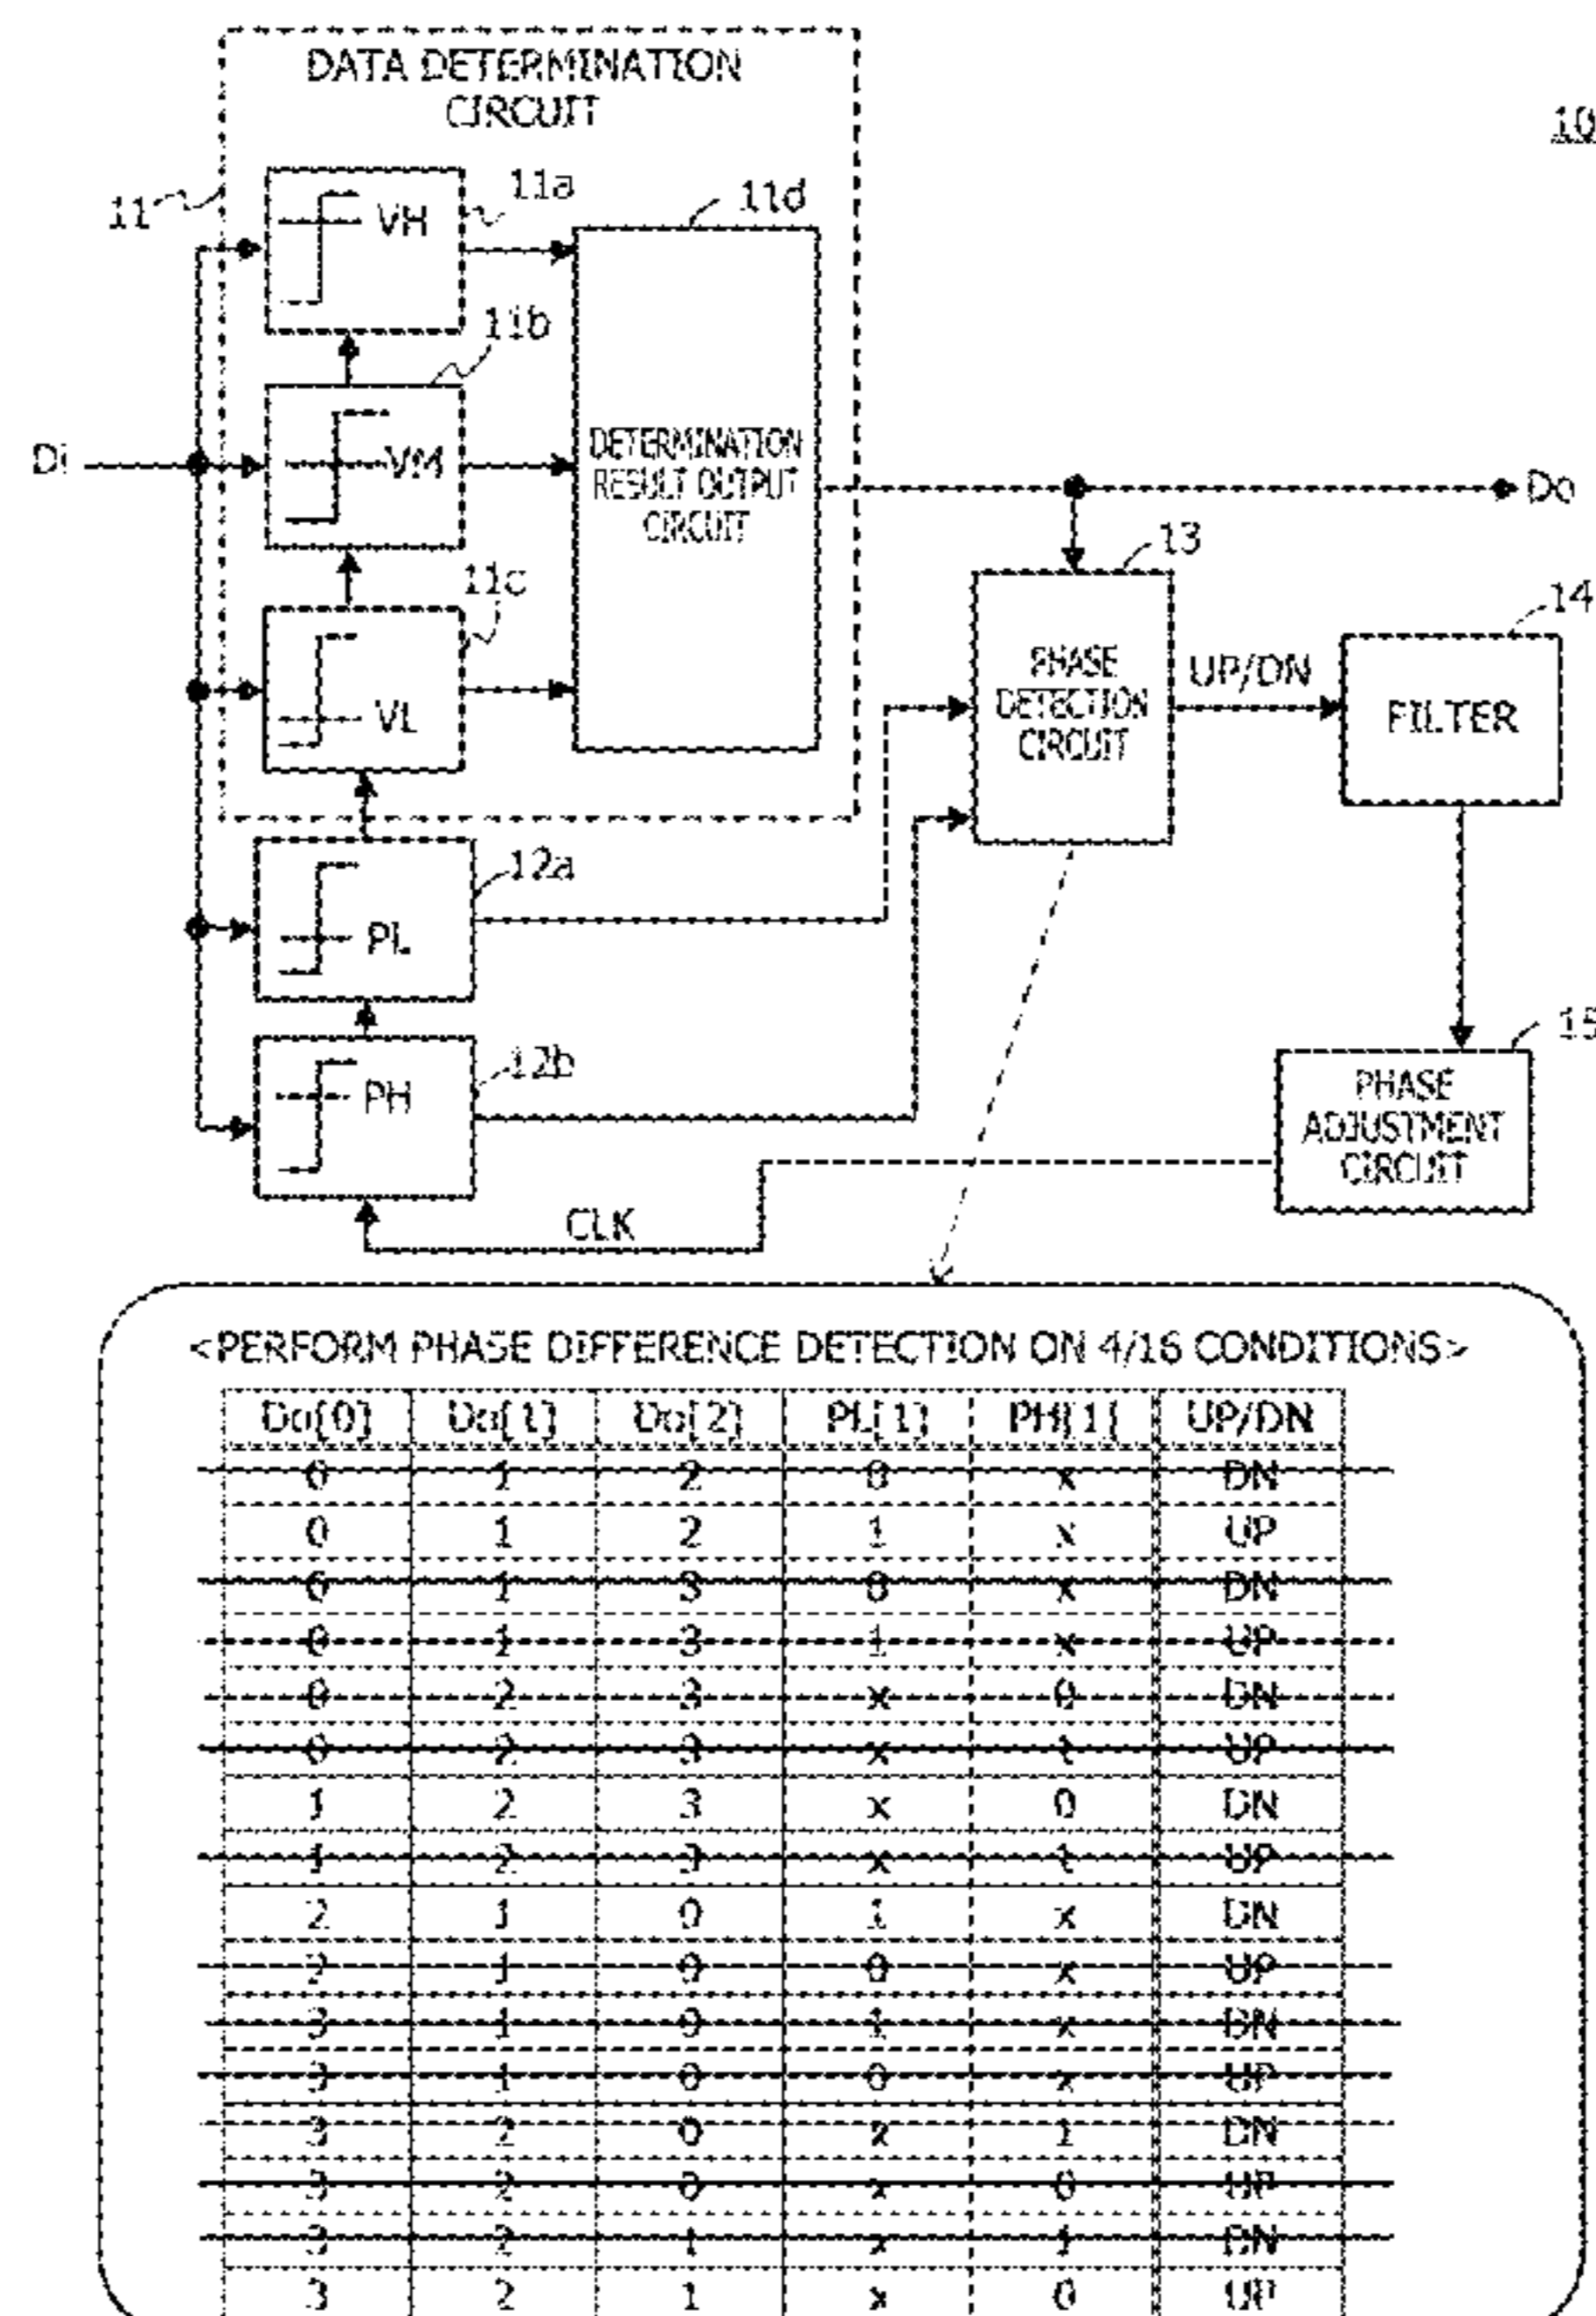 DATA DETERMINATION
CIRCUIT
10
11
VH
11a
11d
11b
Di
VM
DETERMINATION
RESULT OUTPUT
CIRCUIT
Do
13
11c
14
VL
PHASE
DETECTION
CIRCUIT
UP/DN
FILTER
12a
PL
15
12b
PH
PHASE
ADJUSTMENT
CIRCUIT
CLK
<PERFORM PHASE DIFFERENCE DETECTION ON 4/16 CONDITIONS>
Do[0] Do[1] Do[2] PL[1] PH[1] UP/DN
0 1 2 0 x DN
0 1 2 1 x UP
0 1 3 0 x DN
0 1 3 1 x UP
0 2 3 x 0 DN
0 2 3 x 1 UP
1 2 3 x 0 DN
1 2 3 x 1 UP
2 1 0 1 x DN
2 1 0 0 x UP
3 1 0 1 x DN
3 1 0 0 x UP
3 2 0 x 1 DN
3 2 0 x 0 UP
3 2 1 x 1 DN
3 2 1 x 0 UP